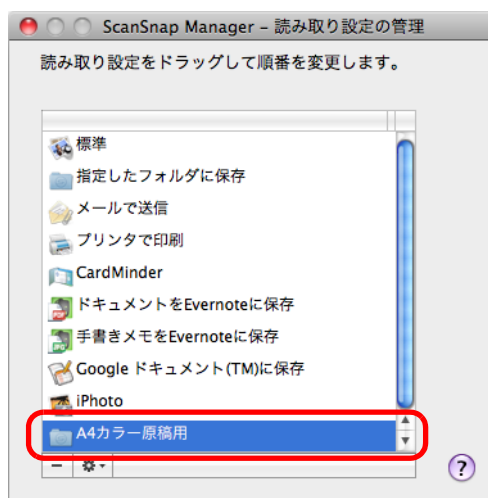 ScanSnap Manager – 読み取り設定の管理
読み取り設定をドラッグして順番を変更します。
標準
指定したフォルダに保存
メールで送信
プリンタで印刷
CardMinder
ドキュメントをEvernoteに保存
手書きメモをEvernoteに保存
Google ドキュメント(TM)に保存
iPhoto
A4カラー原稿用
?